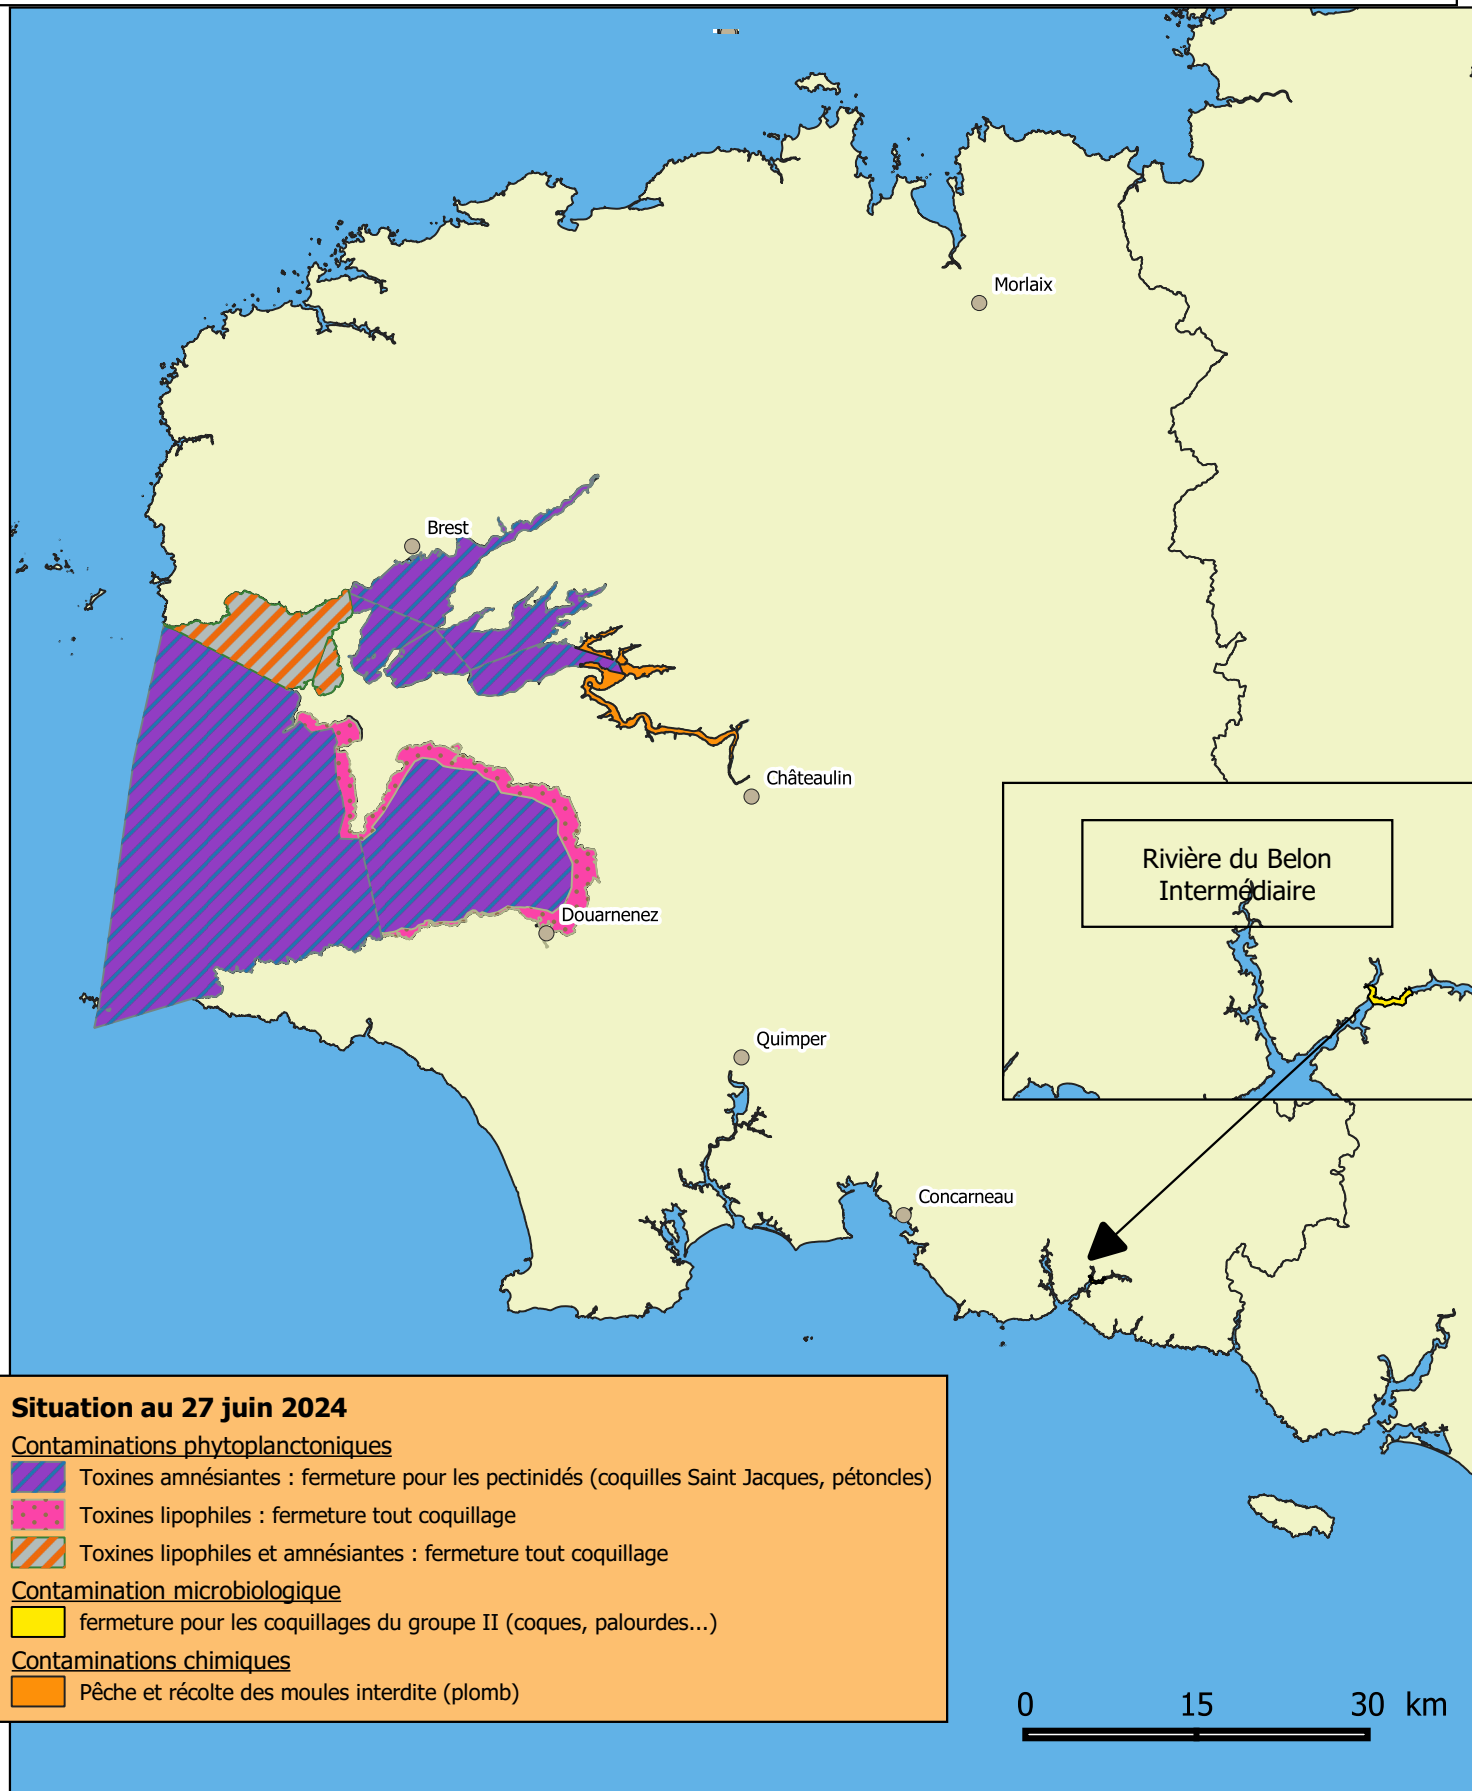 Morlaix
Brest
Châteaulin
Rivière du Belon
Intermédiaire
Douarnenez
Quimper
Concarneau
Situation au 27 juin 2024
Contaminations phytoplanctoniques
Toxines amnésiantes : fermeture pour les pectinidés (coquilles Saint Jacques, pétoncles)
Toxines lipophiles : fermeture tout coquillage
Toxines lipophiles et amnésiantes : fermeture tout coquillage
Contamination microbiologique
fermeture pour les coquillages du groupe II (coques, palourdes...)
Contaminations chimiques
Pêche et récolte des moules interdite (plomb)
0 15 30 km